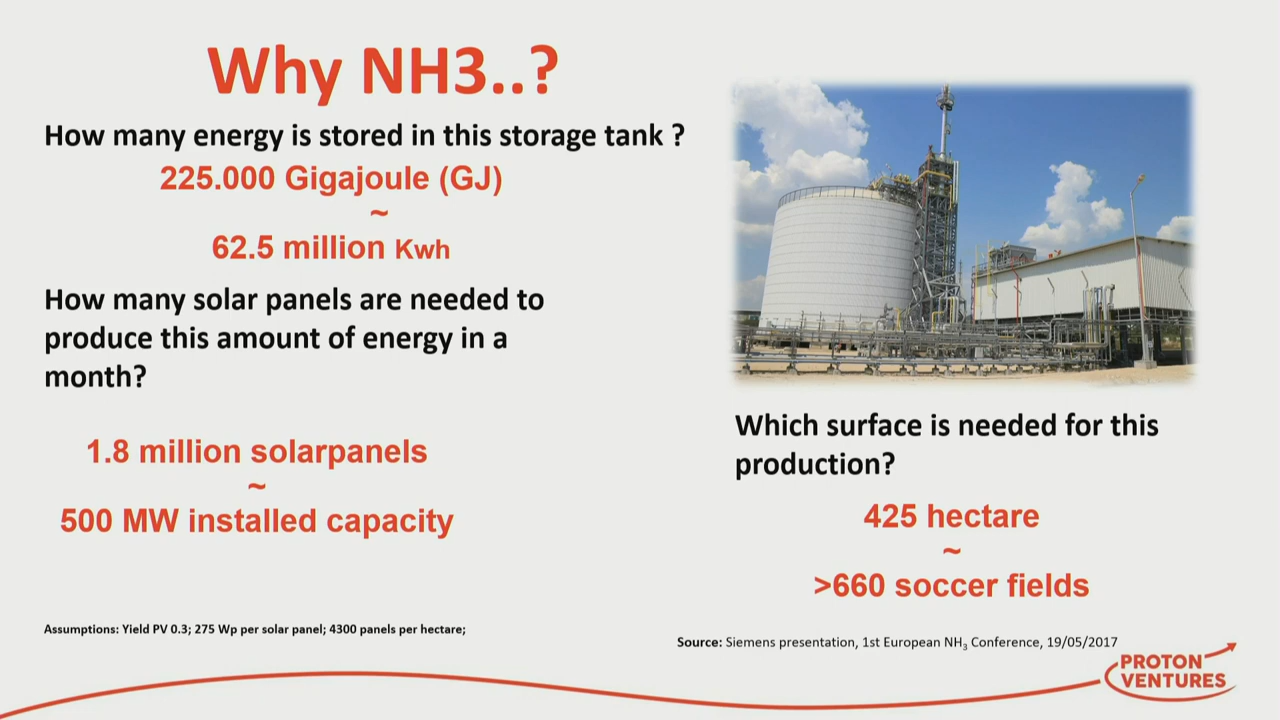 Why NH3..?
How many energy is stored in this storage tank ?
225.000 Gigajoule (GJ)
~
62.5 million Kwh
How many solar panels are needed to
produce this amount of energy in a
month?
1.8 million solarpanels
~
500 MW installed capacity
Which surface is needed for this
production?
425 hectare
~
>660 soccer fields
Assumptions: Yield PV 0.3; 275 Wp per solar panel; 4300 panels per hectare;
Source: Siemens presentation, 1st European NH₃ Conference, 19/05/2017
PROTON
VENTURES